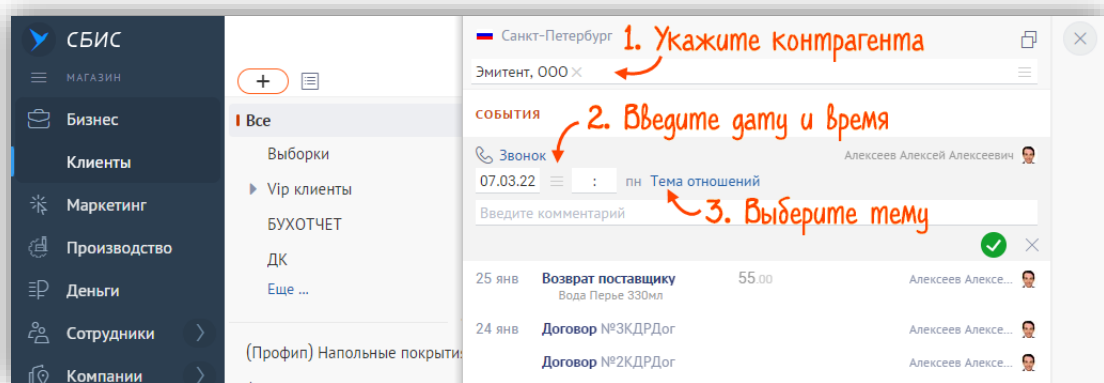 СБИС
МАГАЗИН
Бизнес
Клиенты
Маркетинг
Производство
Деньги
Сотрудники
Компании
+
Все
Выборки
Vip клиенты
БУХОТЧЕТ
ДК
Еще ...
(Профип) Напольные покрытия
Санкт-Петербург
1. Укажите контрагента
Эмитент, ООО
СОБЫТИЯ
2. Введите дату и время
Звонок
Алексеев Алексей Алексеевич
07.03.22 : пн Тема отношений
Введите комментарий
3. Выберите тему
25 янв Возврат поставщику 55.00 Алексеев Алексе...
Вода Перье 330мл
24 янв Договор №3КДРДог Алексеев Алексе...
Договор №2КДРДог Алексеев Алексе...